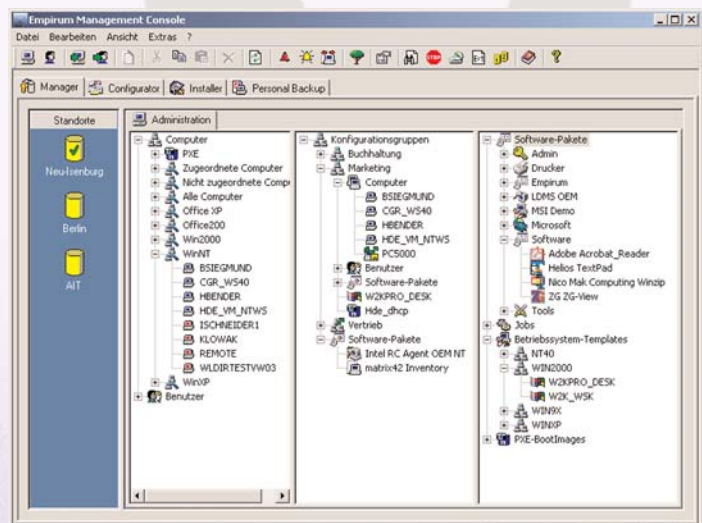 Empirum Management Console
Datei Bearbeiten Ansicht Extras ?
Manager Configurator Installer Personal Backup
Standorte
Neu-Isenburg
Berlin
AIT
Administration
Computer
PXE
Zugeordnete Computer
Nicht zugeordnete Compu
Alle Computer
Office XP
Office200
Win2000
WinNT
BSIEGMUND
CGR_WS40
HBENDER
HDE_VM_NTWS
ISCHNEIDER1
KLOWAK
REMOTE
WLDIRTESTVW03
WinXP
Benutzer
Konfigurationsgruppen
Buchhaltung
Marketing
Computer
BSIEGMUND
CGR_WS40
HBENDER
HDE_VM_NTWS
PC5000
Benutzer
Software-Pakete
W2KPRO_DESK
Hde_dhcp
Vertrieb
Software-Pakete
Intel RC Agent OEM NT
matrix42 Inventory
Software-Pakete
Admin
Drucker
Empirum
LDMS OEM
MSI Demo
Microsoft
Software
Adobe Acrobat_Reader
Helios TextPad
Nico Mak Computing Winzip
ZG ZG-View
Tools
Jobs
Betriebssystem-Templates
NT40
WIN2000
W2KPRO_DESK
W2K_WSK
WIN9X
WINXP
PXE-BootImages